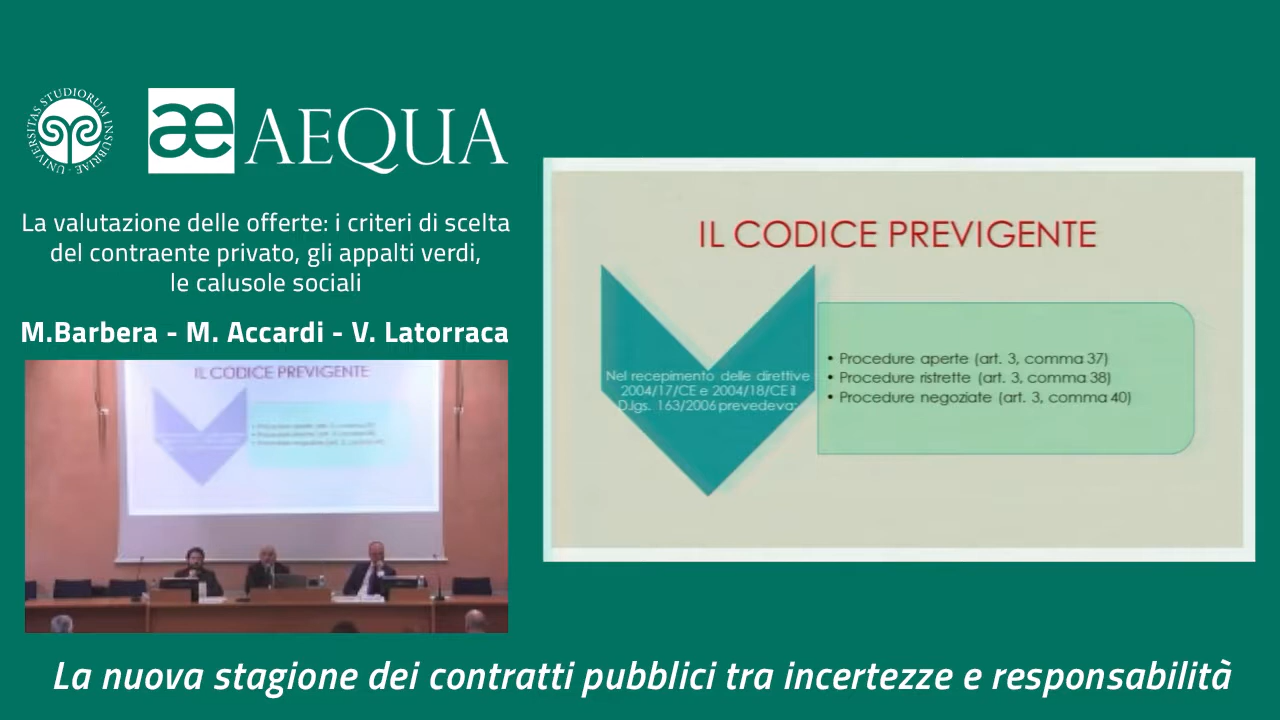 UNIVERSITAS STUDIORUM INSUBRIAE
æ AEQUA
La valutazione delle offerte: i criteri di scelta
del contraente privato, gli appalti verdi,
le calusole sociali
M.Barbera - M. Accardi - V. Latorraca
IL CODICE PREVIGENTE
IL CODICE PREVIGENTE
Nel recepimento delle direttive
2004/17/CE e 2004/18/CE il
D.lgs. 163/2006 prevedeva:
• Procedure aperte (art. 3, comma 37)
• Procedure ristrette (art. 3, comma 38)
• Procedure negoziate (art. 3, comma 40)
La nuova stagione dei contratti pubblici tra incertezze e responsabilità